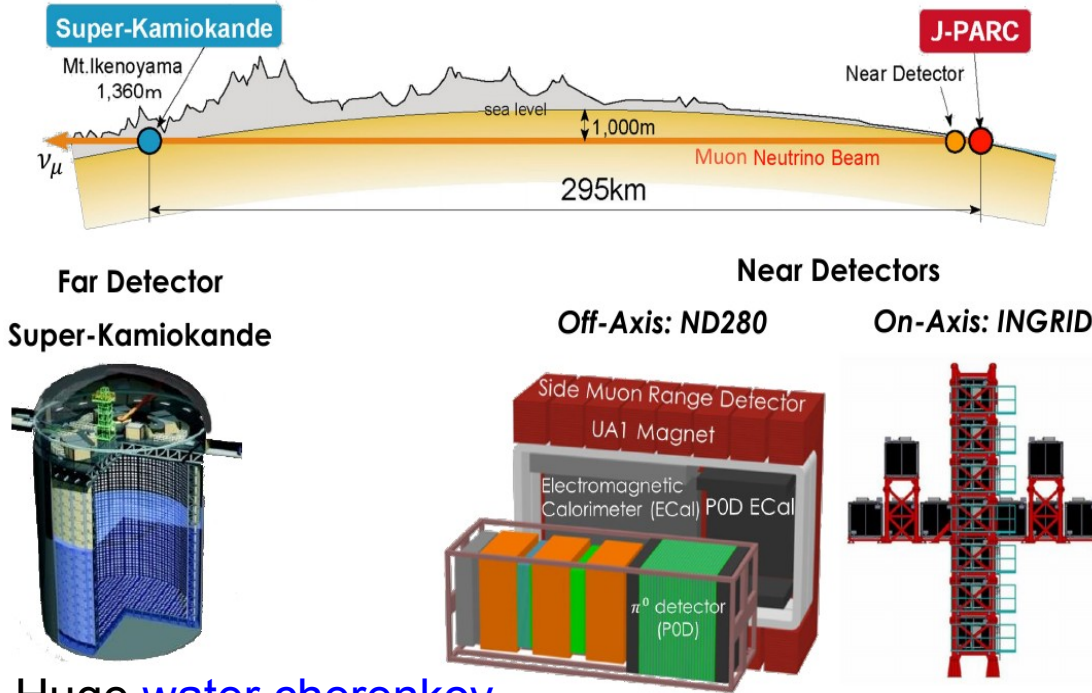 Super-Kamiokande
J-PARC
Mt.Ikenoyama
1,360m
Near Detector
sea level
1,000m
νμ
Muon Neutrino Beam
295km
Far Detector
Near Detectors
Super-Kamiokande
Off-Axis: ND280
On-Axis: INGRID
Side Muon Range Detector
UA1 Magnet
Electromagnetic
Calorimeter (ECal)
P0D ECal
π⁰ detector
(P0D)
Huge water cherenkov